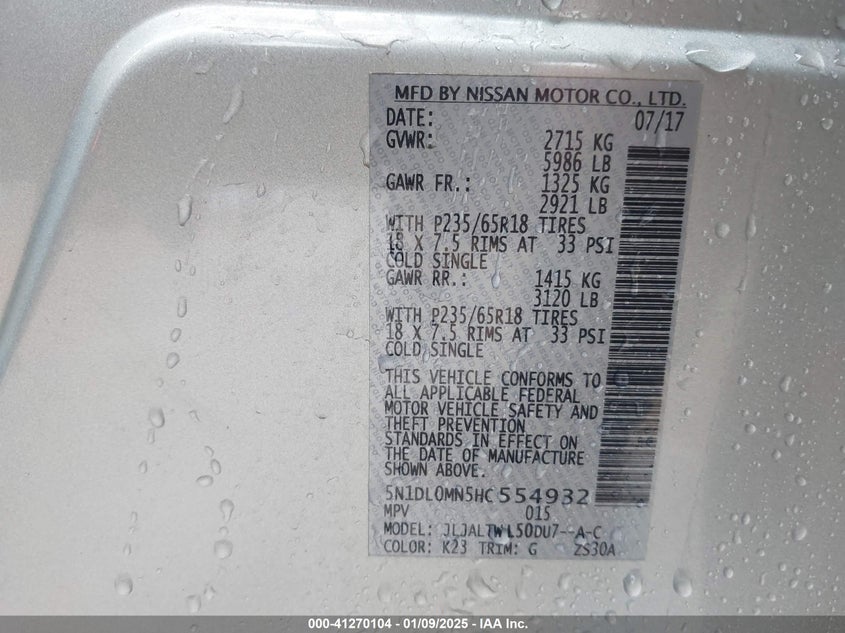 MFD BY NISSAN MOTOR CO., LTD.
DATE: 07/17
GVWR: 2715 KG
5986 LB
GAWR FR.: 1325 KG
2921 LB
WITH P235/65R18 TIRES
18 X 7.5 RIMS AT 33 PSI
COLD SINGLE
GAWR RR.: 1415 KG
3120 LB
WITH P235/65R18 TIRES
18 X 7.5 RIMS AT 33 PSI
COLD SINGLE
THIS VEHICLE CONFORMS TO
ALL APPLICABLE FEDERAL
MOTOR VEHICLE SAFETY AND
THEFT PREVENTION
STANDARDS IN EFFECT ON
THE DATE OF MANUFACTURE
SHOWN ABOVE.
5N1DL0MN5HC554932
MPV 015
MODEL: JLJALTWL50DU7--A-C
COLOR: K23 TRIM: G ZS30A
000-41270104 - 01/09/2025 - IAA Inc.